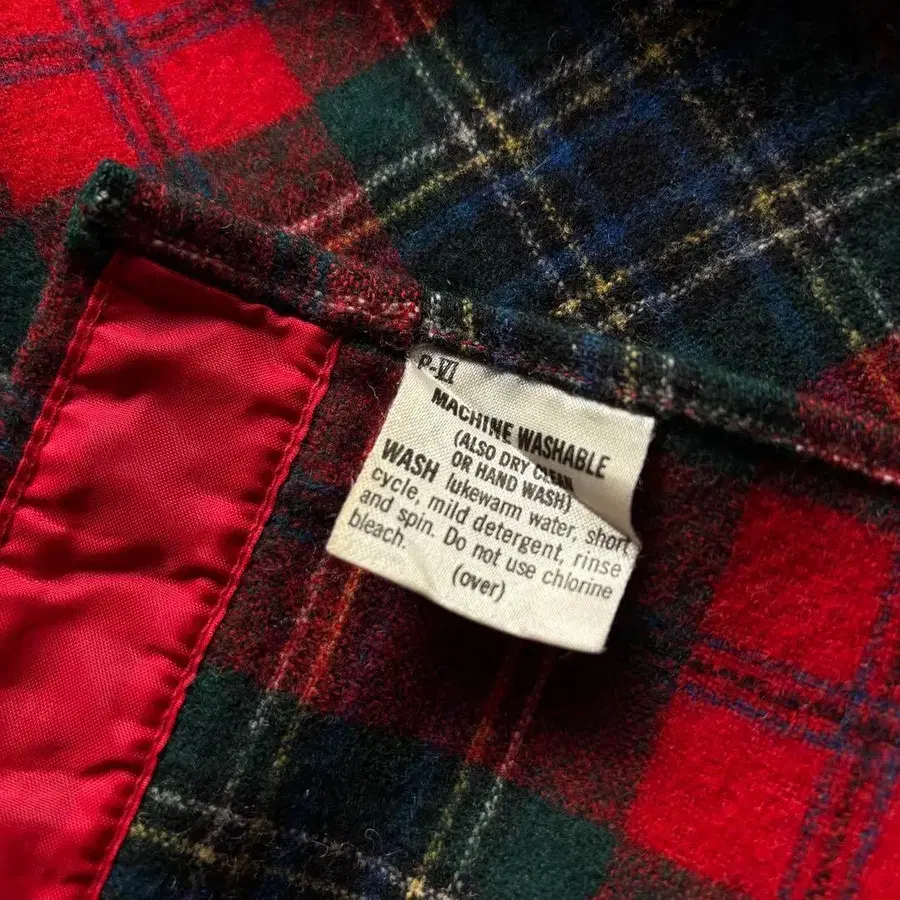 P-VI
MACHINE WASHABLE
(ALSO DRY CLEAN
OR HAND WASH)
WASH lukewarm water, short
cycle, mild detergent, rinse
and spin. Do not use chlorine
bleach.
(over)